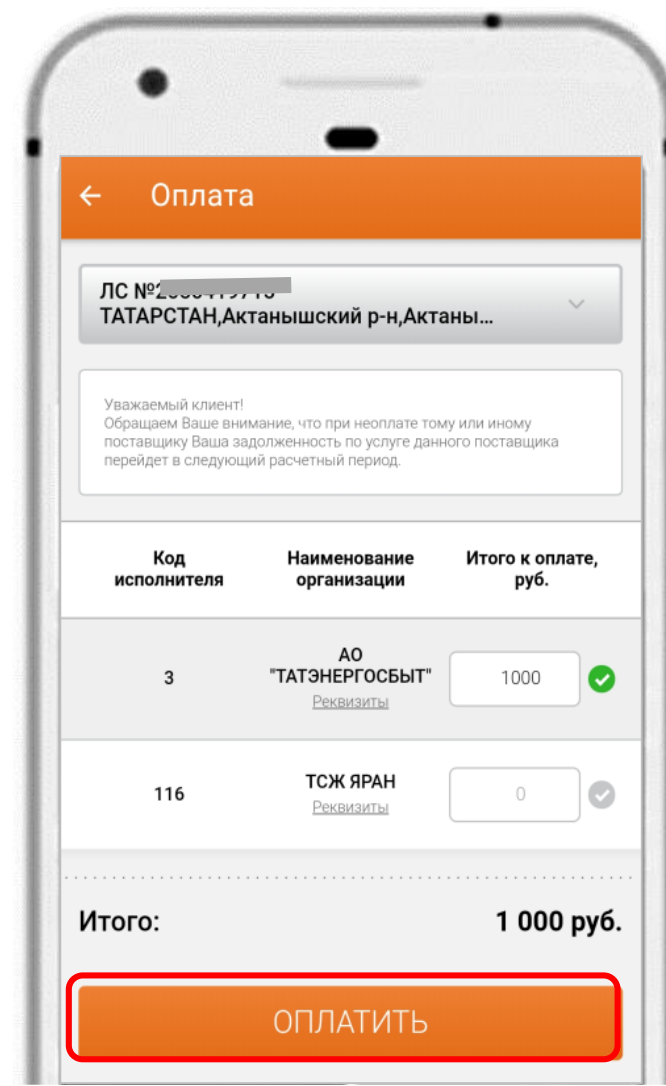 Оплата
ЛС №
ТАТАРСТАН,Актанышский р-н,Актаны...
Уважаемый клиент!
Обращаем Ваше внимание, что при неоплате тому или иному
поставщику Ваша задолженность по услуге данного поставщика
перейдет в следующий расчетный период.
Код
исполнителя
Наименование
организации
Итого к оплате,
руб.
3
АО
"ТАТЭНЕРГОСБЫТ"
Реквизиты
1000
116
ТСЖ ЯРАН
Реквизиты
0
Итого:
1 000 руб.
ОПЛАТИТЬ